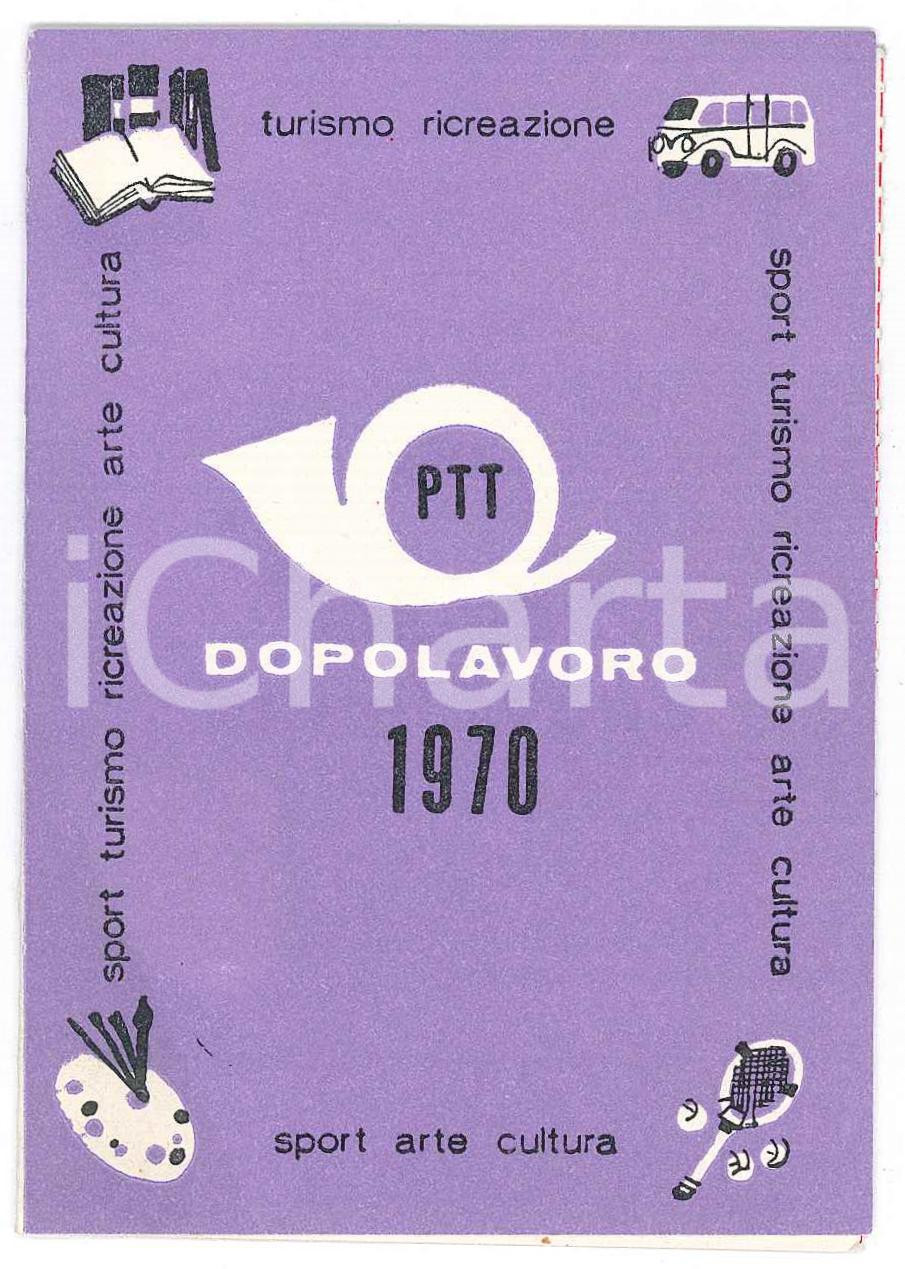 turismo ricreazione
sport turismo ricreazione arte cultura
sport turismo ricreazione arte cultura
PTT
DOPOLAVORO
1970
sport arte cultura
iCharta